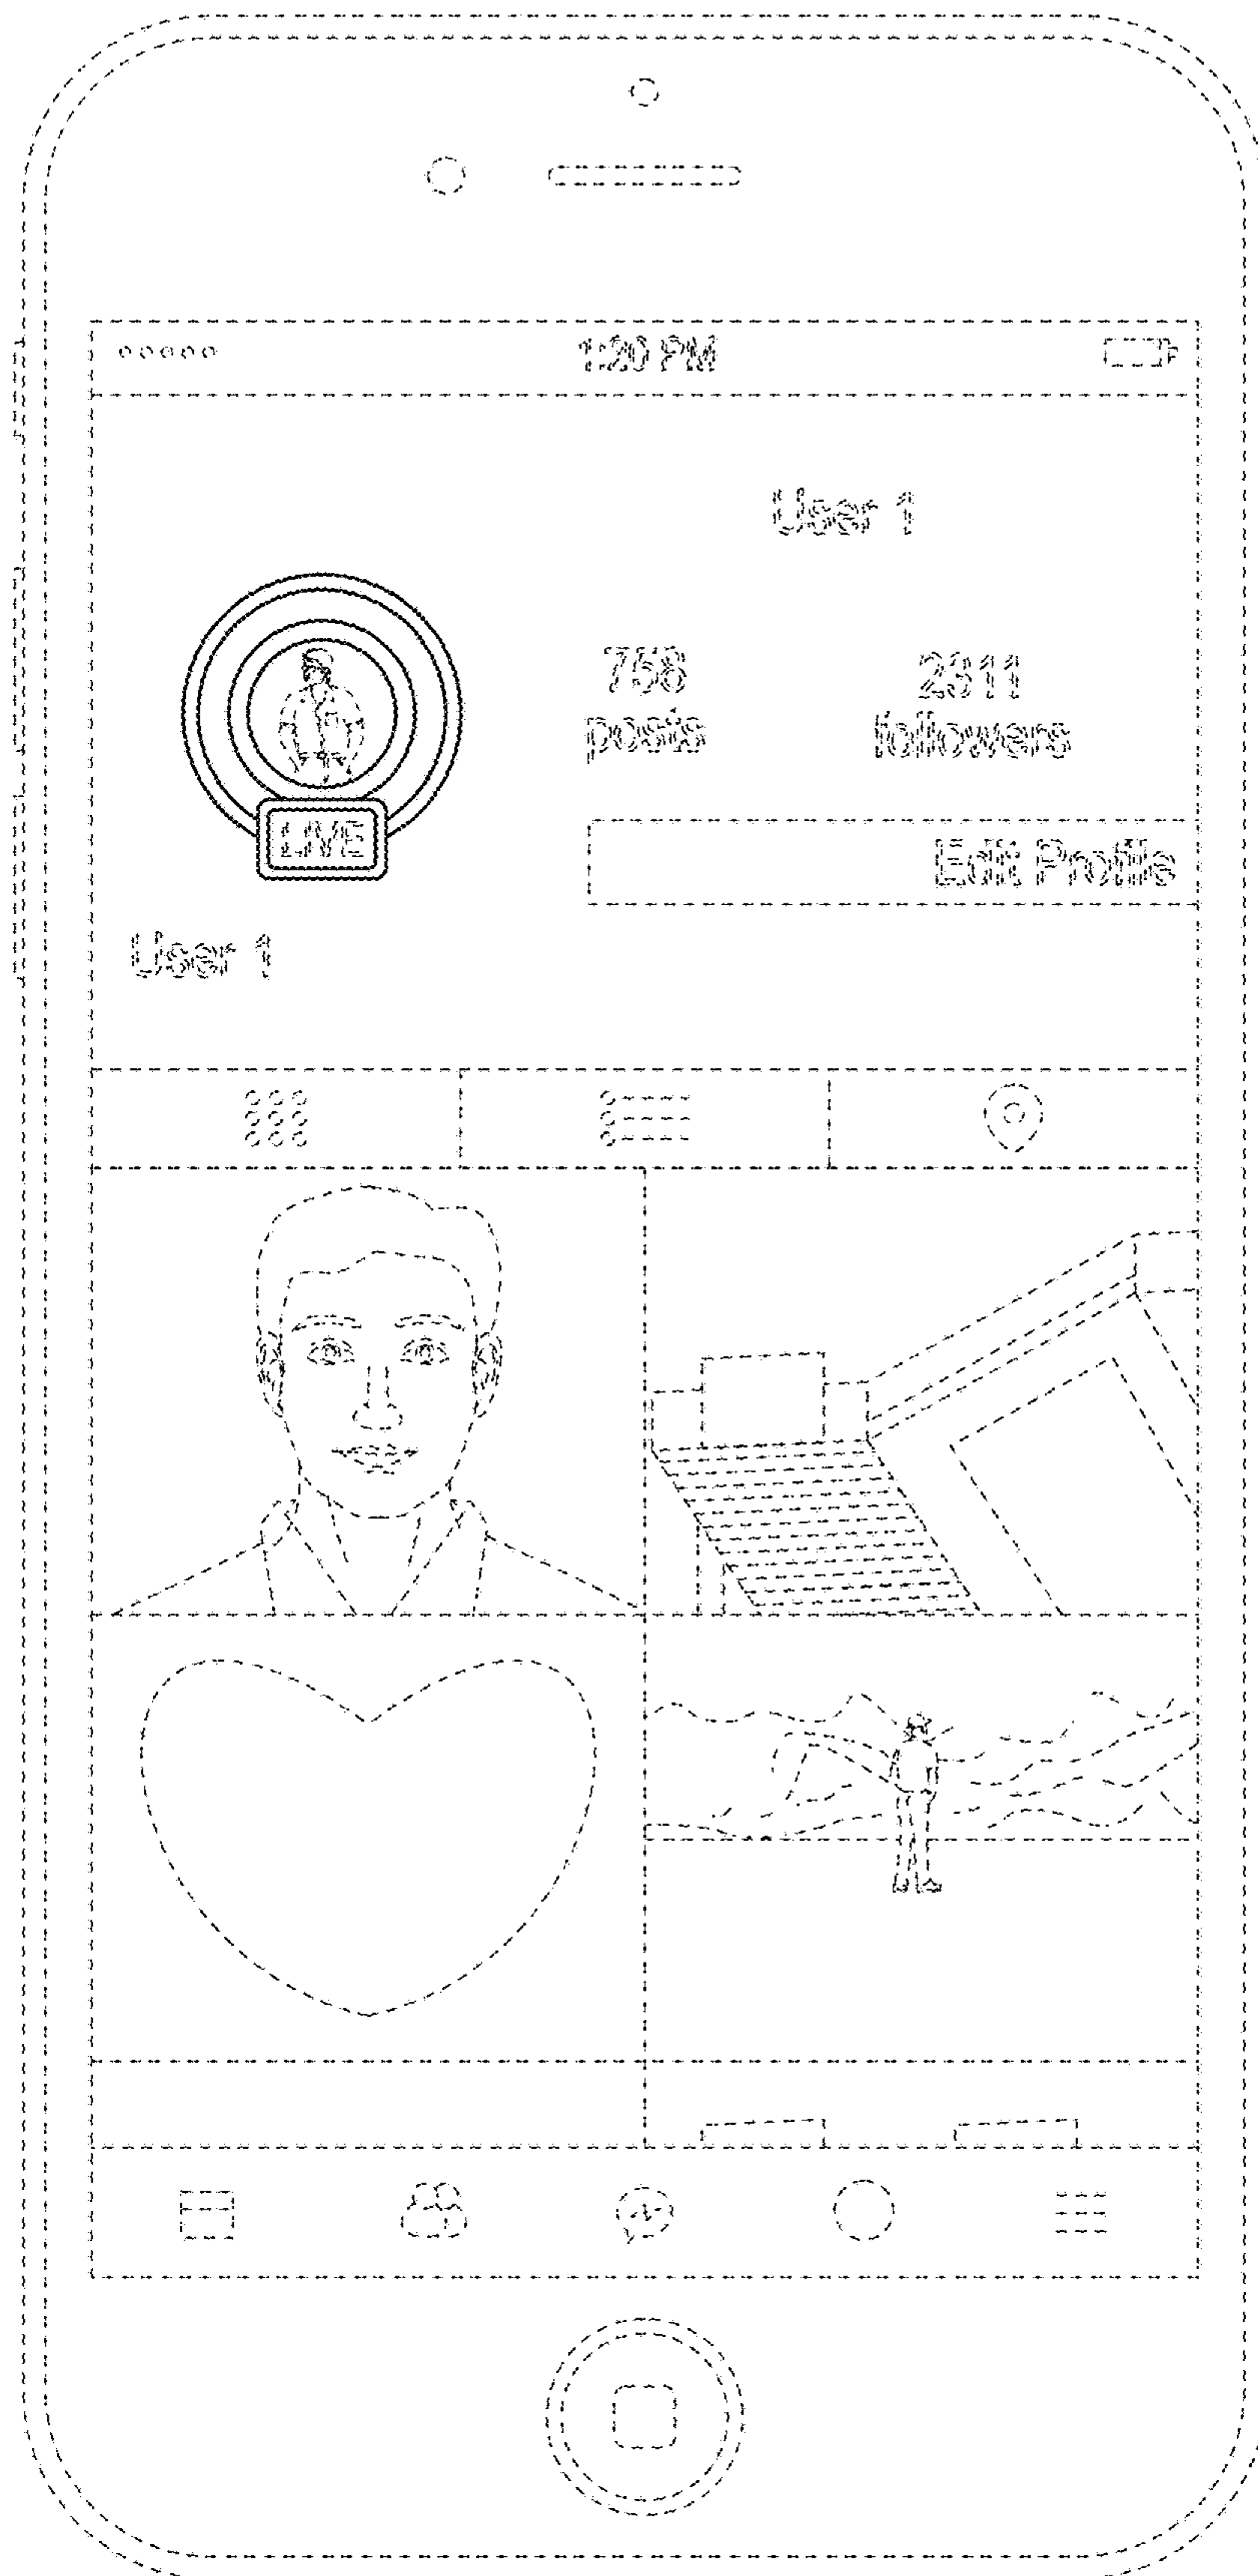 1:20 PM
User 1
758
posts
2311
followers
LIVE
Edit Profile
User 1